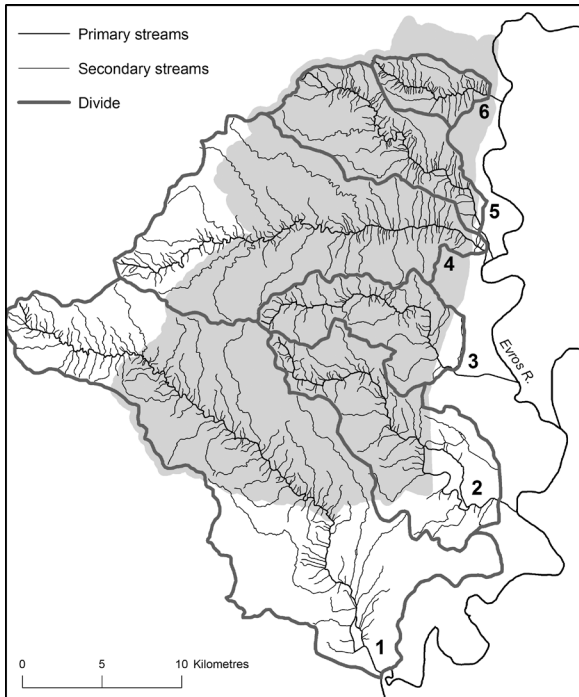 Primary streams
Secondary streams
Divide
6
5
4
Evros R.
3
2
1
0 5 10 Kilometres